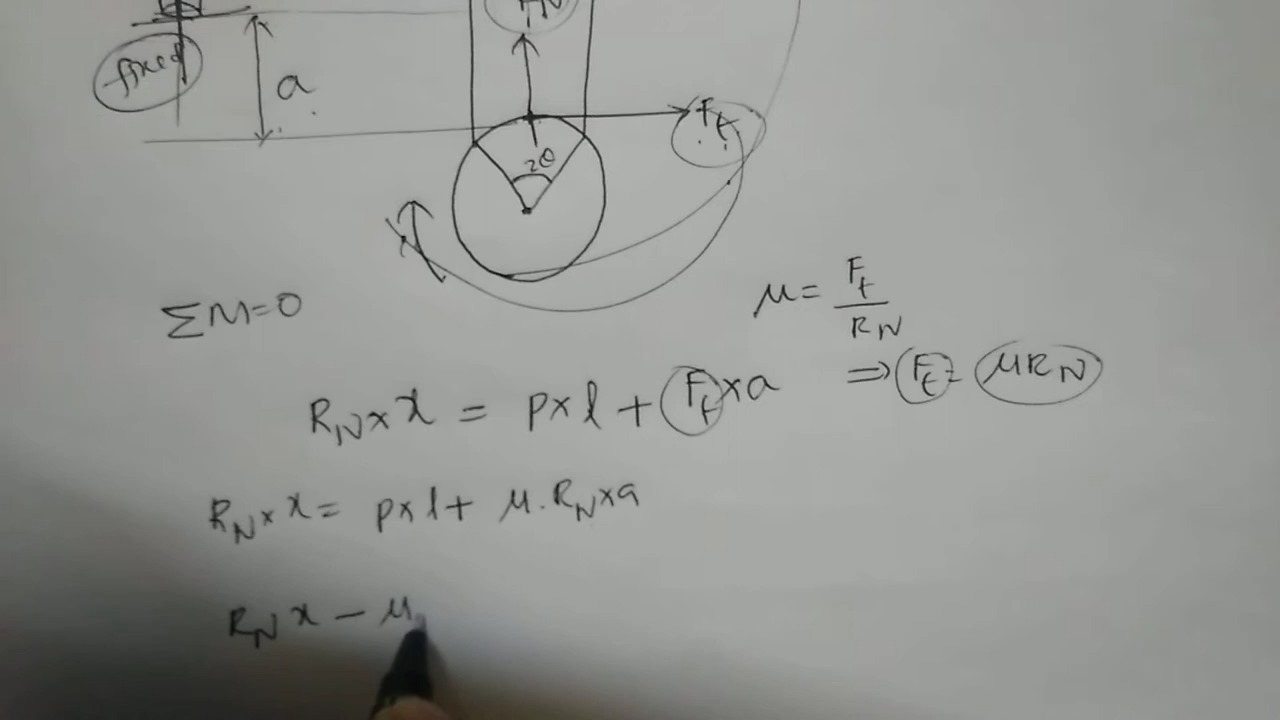 fixed
a
Ft
2θ
ΣM=0
μ = Ft / RN
RN × x = P × l + Ft × a
⇒ Ft = μRN
RN × x = P × l + μ.RN × a
RN x − μ